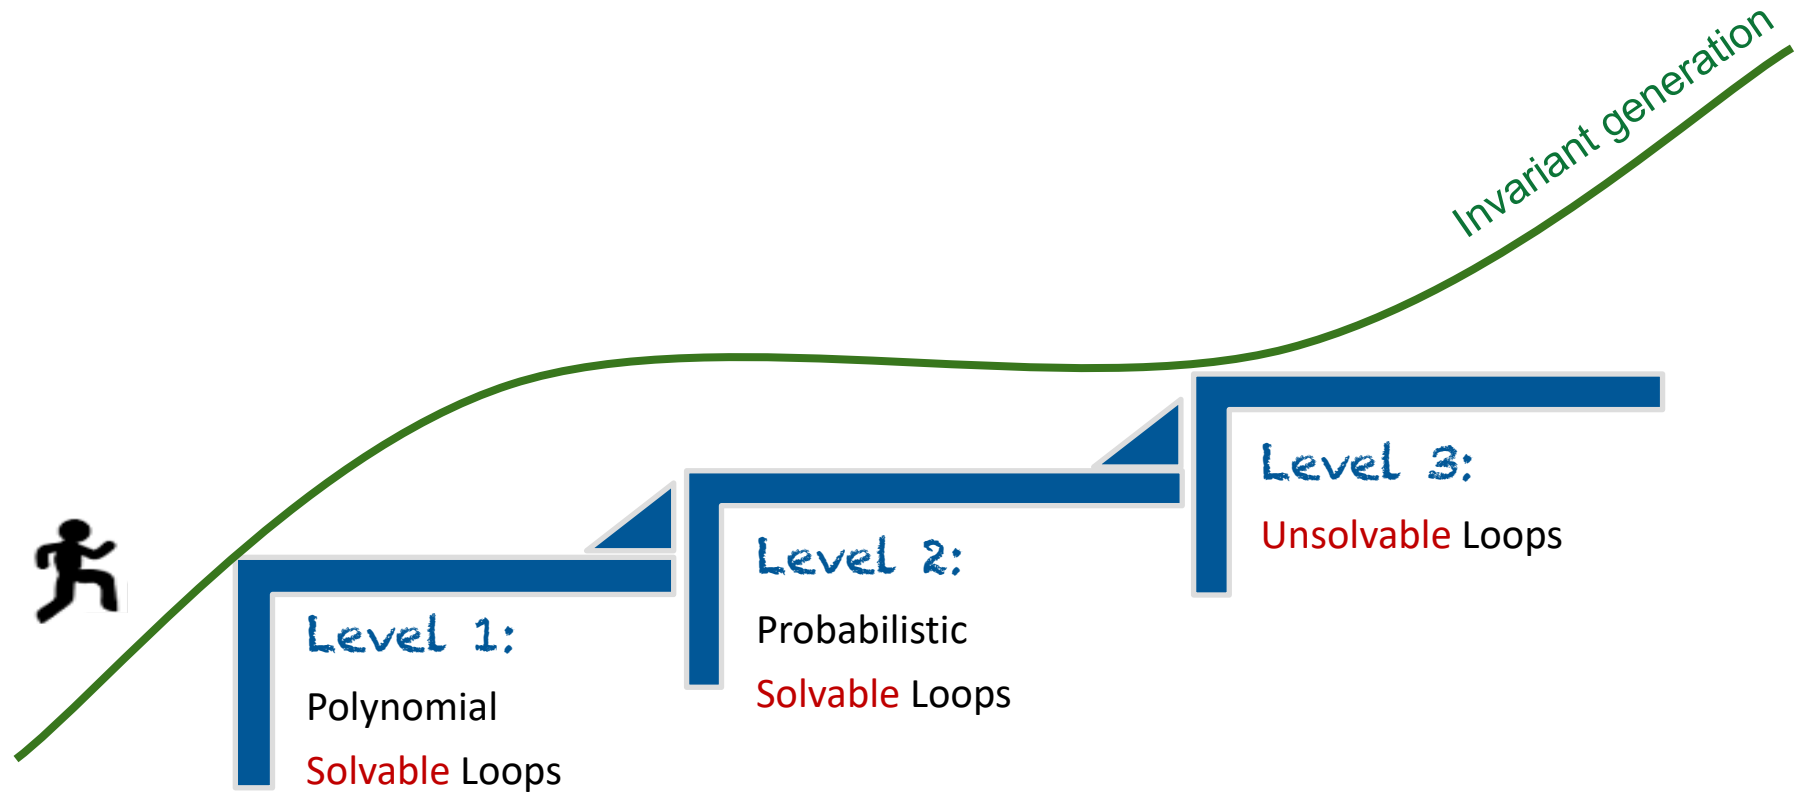 Invariant generation
Level 1:
Polynomial
Solvable Loops
Level 2:
Probabilistic
Solvable Loops
Level 3:
Unsolvable Loops